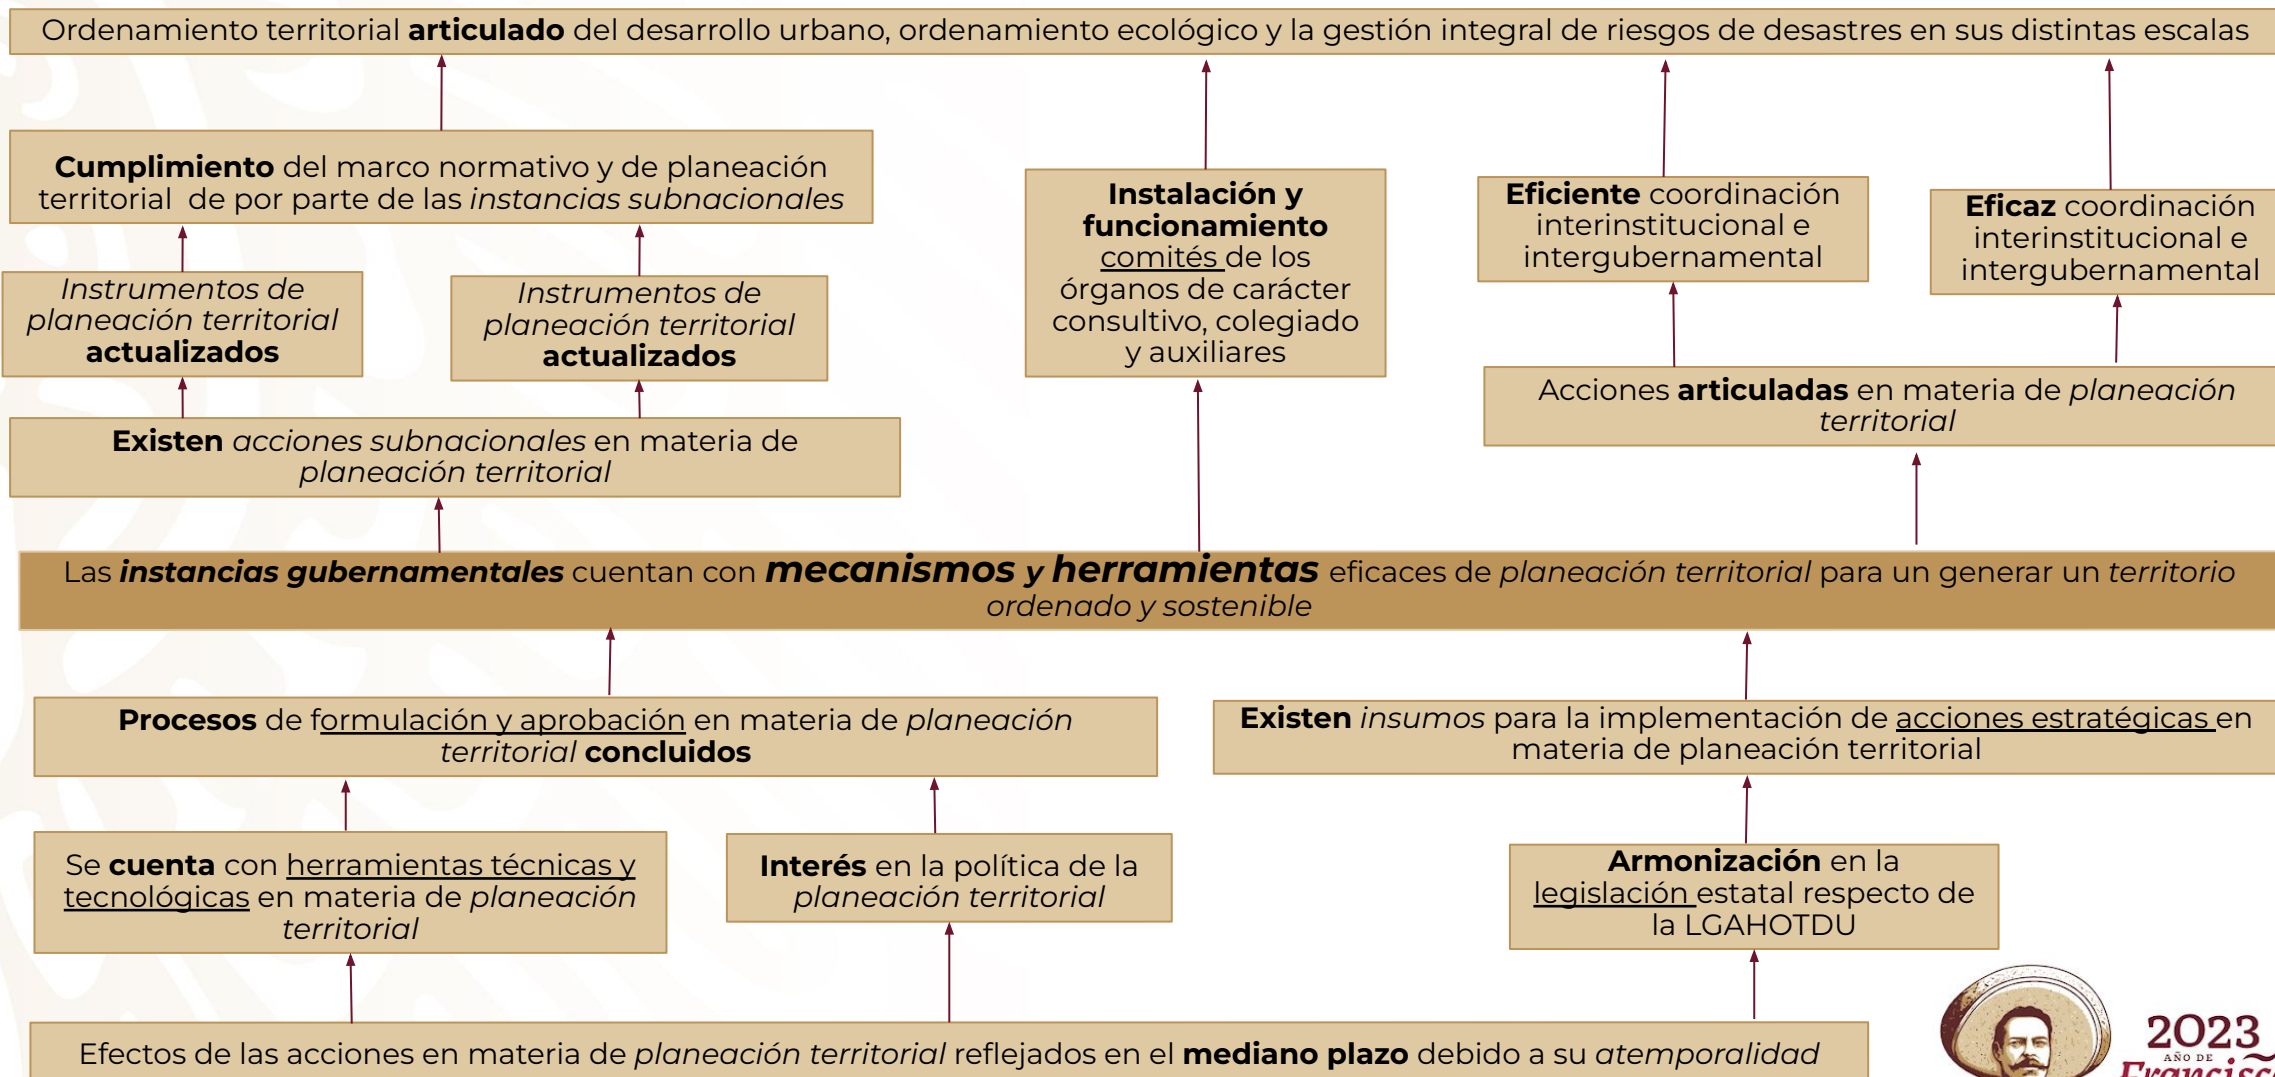 Ordenamiento territorial articulado del desarrollo urbano, ordenamiento ecológico y la gestión integral de riesgos de desastres en sus distintas escalas
Cumplimiento del marco normativo y de planeación
territorial de por parte de las instancias subnacionales
Instalación y
funcionamiento
comités de los
órganos de carácter
consultivo, colegiado
y auxiliares
Eficiente coordinación
interinstitucional e
intergubernamental
Eficaz coordinación
interinstitucional e
intergubernamental
Instrumentos de
planeación territorial
actualizados
Instrumentos de
planeación territorial
actualizados
Acciones articuladas en materia de planeación
territorial
Existen acciones subnacionales en materia de
planeación territorial
Las instancias gubernamentales cuentan con mecanismos y herramientas eficaces de planeación territorial para un generar un territorio
ordenado y sostenible
Procesos de formulación y aprobación en materia de planeación
territorial concluidos
Existen insumos para la implementación de acciones estratégicas en
materia de planeación territorial
Se cuenta con herramientas técnicas y
tecnológicas en materia de planeación
territorial
Interés en la política de la
planeación territorial
Armonización en la
legislación estatal respecto de
la LGAHOTDU
Efectos de las acciones en materia de planeación territorial reflejados en el mediano plazo debido a su atemporalidad
2023
AÑO DE
Francisco